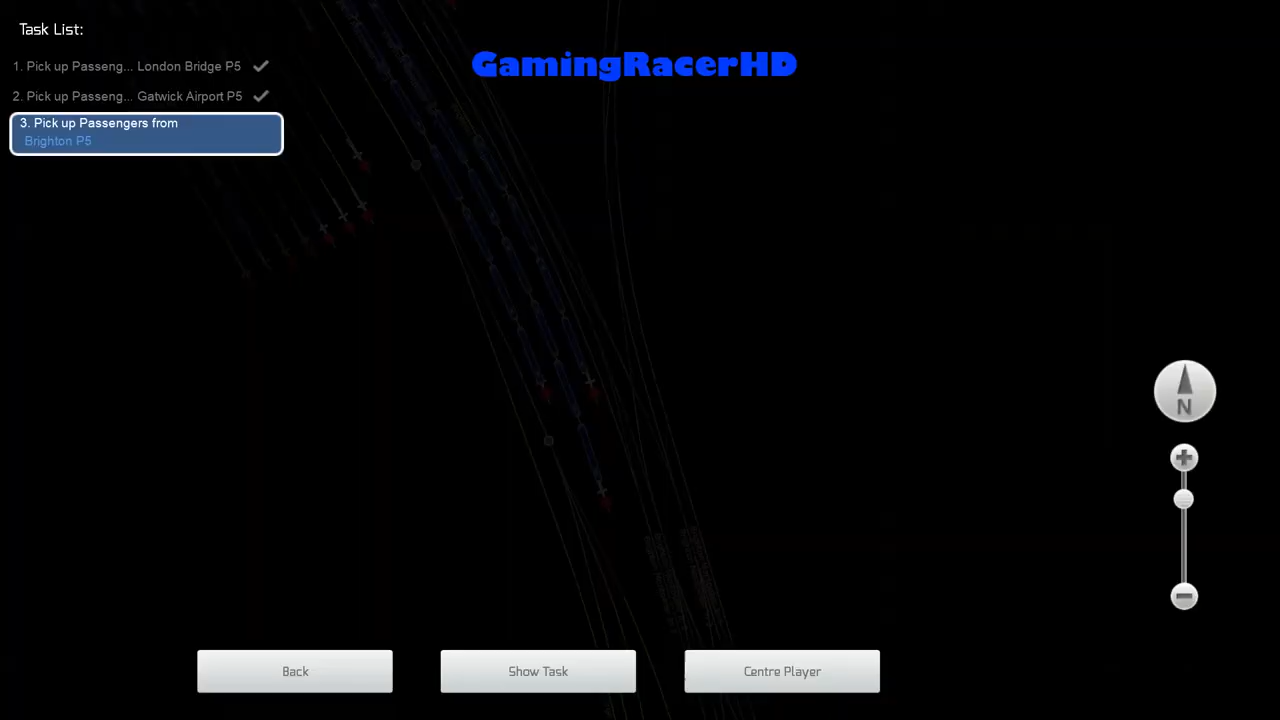 Task List:
GamingRacerHD
1. Pick up Passeng... London Bridge P5
2. Pick up Passeng... Gatwick Airport P5
3. Pick up Passengers from
Brighton P5
N
Back
Show Task
Centre Player